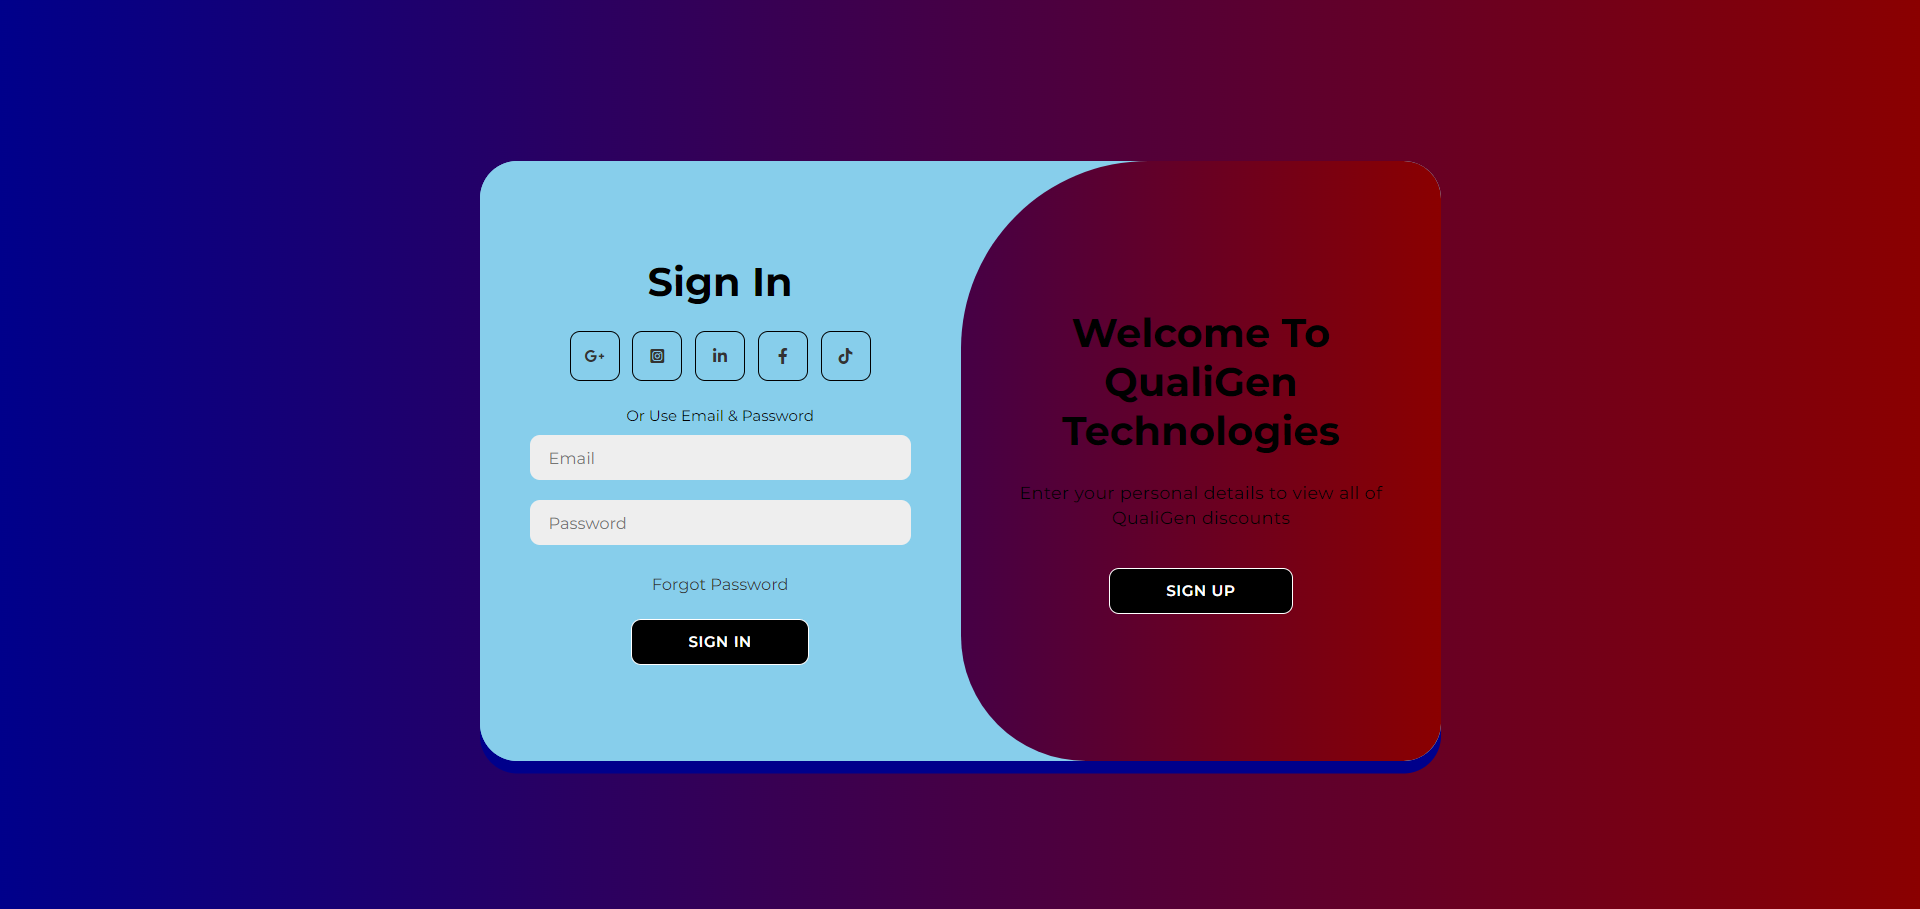 Sign In
G+
in
f
Or Use Email & Password
Email
Password
Forgot Password
SIGN IN
Welcome To
QualiGen
Technologies
Enter your personal details to view all of
QualiGen discounts
SIGN UP